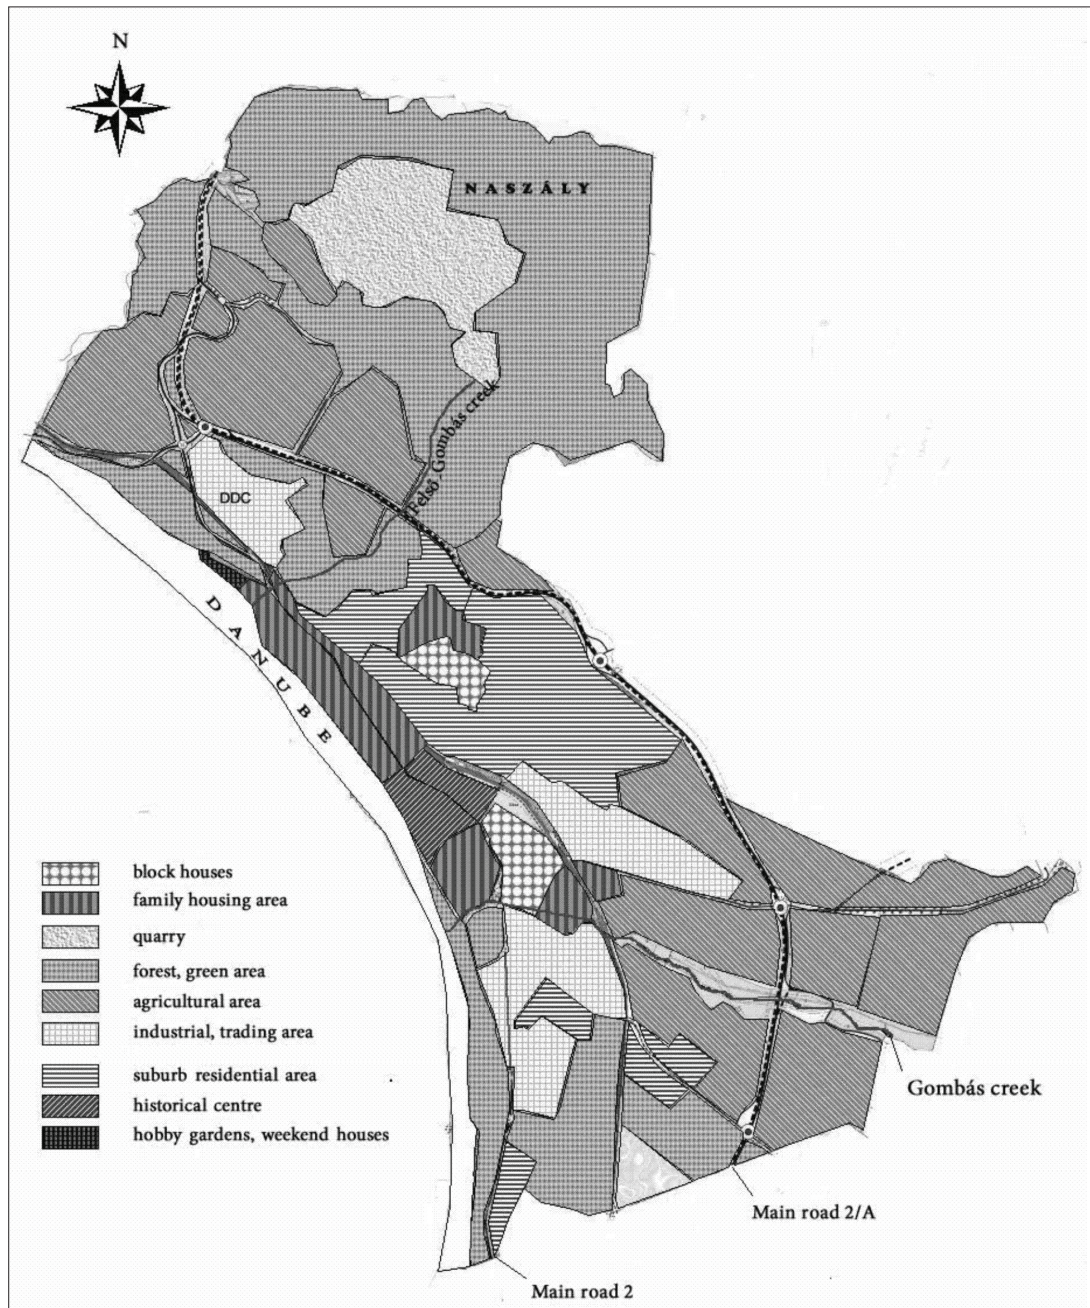 N
NASZÁLY
Felső Gombás creek
DDC
DANUBE
block houses
family housing area
quarry
forest, green area
agricultural area
industrial, trading area
suburb residential area
historical centre
hobby gardens, weekend houses
Gombás creek
Main road 2/A
Main road 2